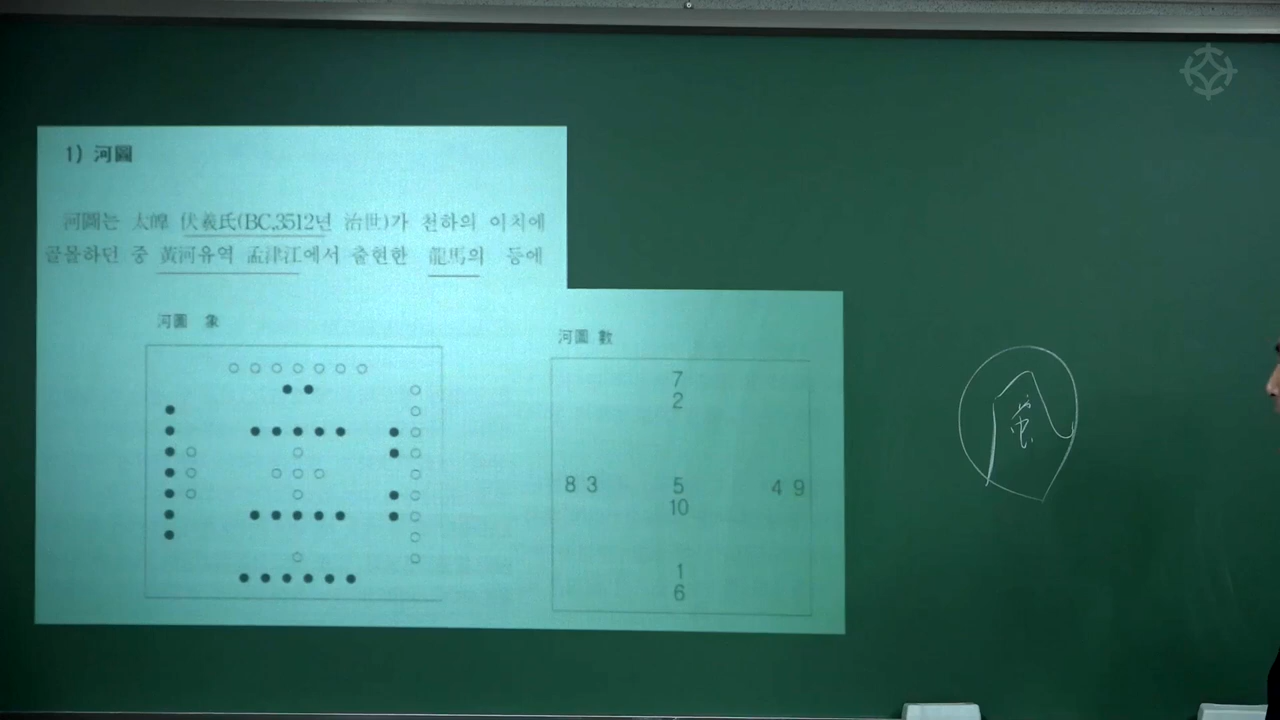 1) 河圖
河圖는 太皞 伏羲氏(BC,3512년 治世)가 천하의 이치에
골몰하던 중 黃河유역 孟津江에서 출현한 龍馬의 등에
河圖 象
河圖 數
7
2
8 3 5 4 9
10
1
6
風